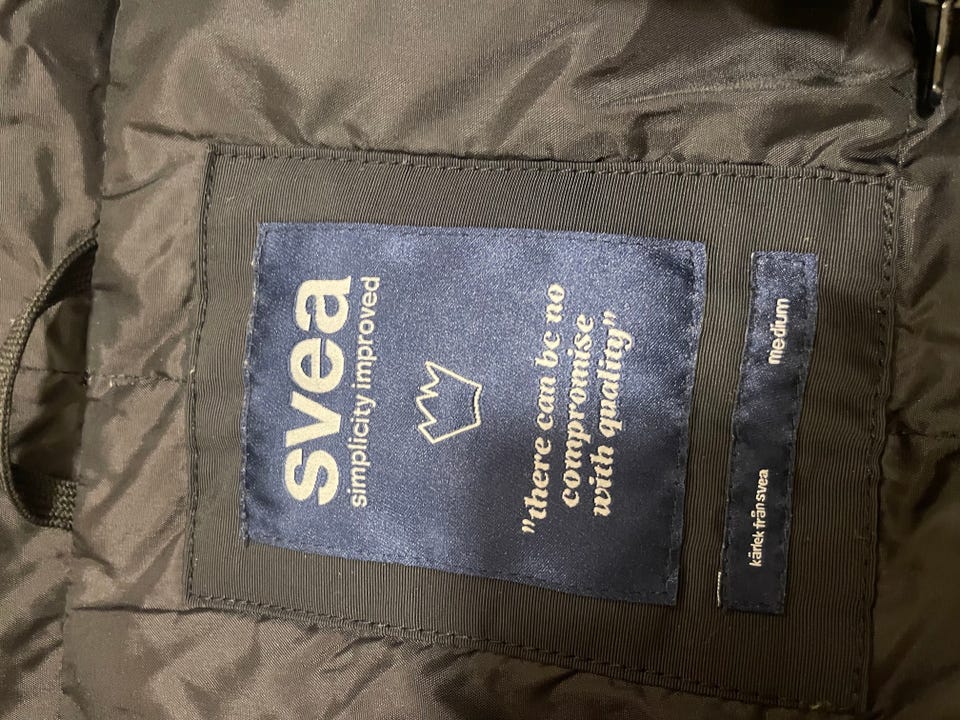 svea
simplicity improved
"there can be no
compromise
with quality"
kärlek från svea
medium